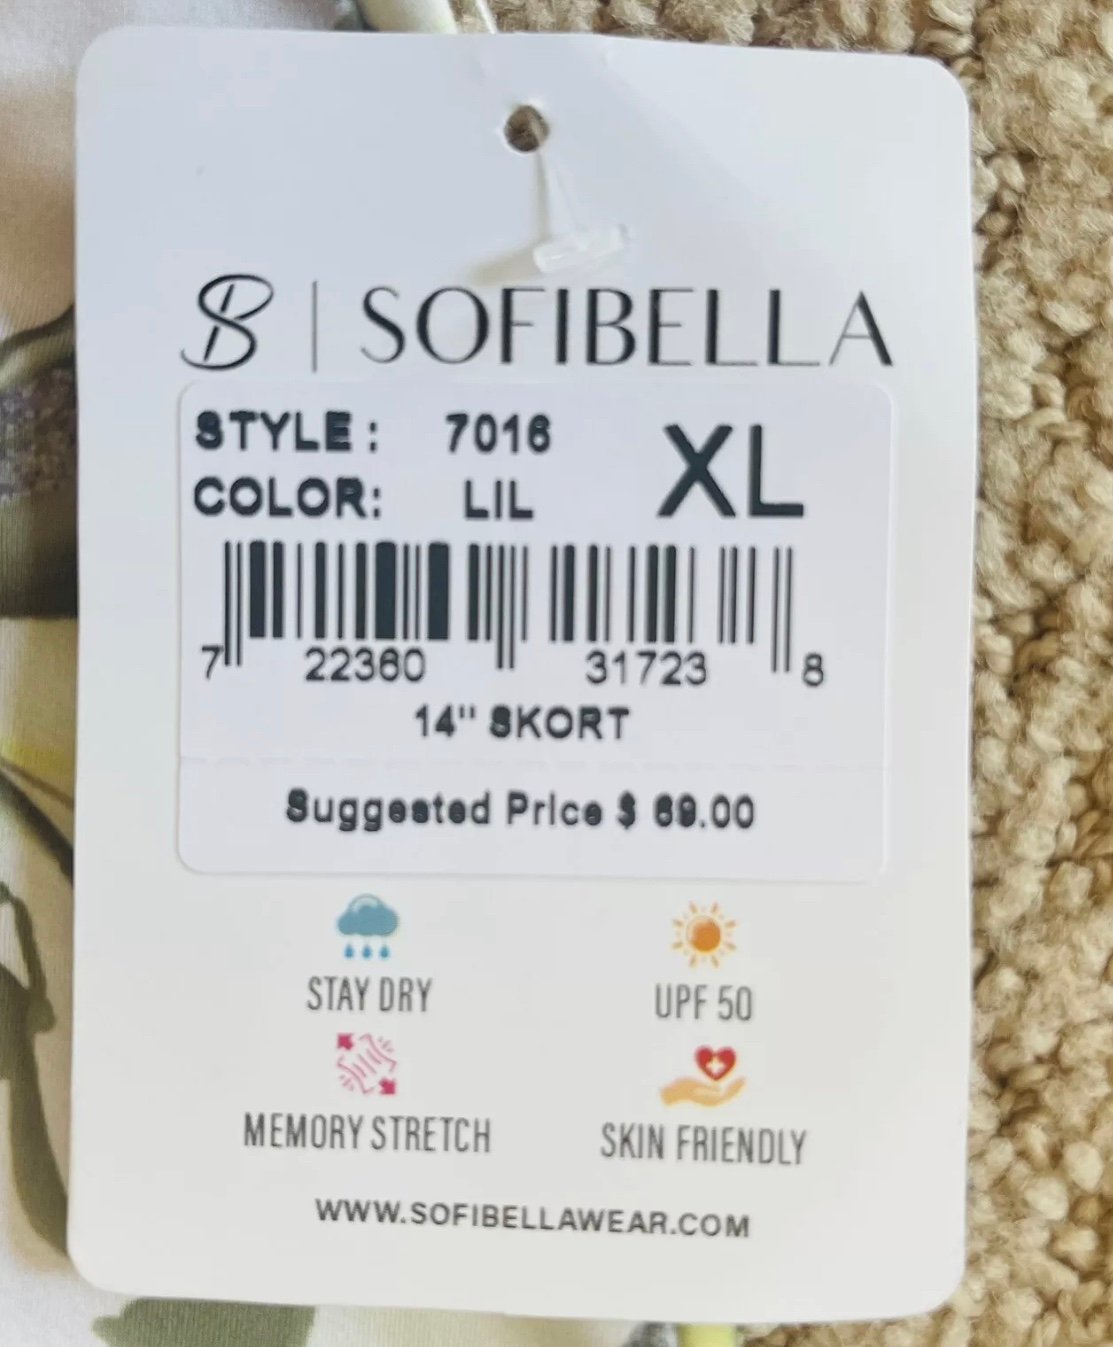 SB | SOFIBELLA
STYLE: 7016 XL
COLOR: LIL
7 22360 31723 8
14" SKORT
Suggested Price $ 69.00
STAY DRY UPF 50
MEMORY STRETCH SKIN FRIENDLY
WWW.SOFIBELLAWEAR.COM